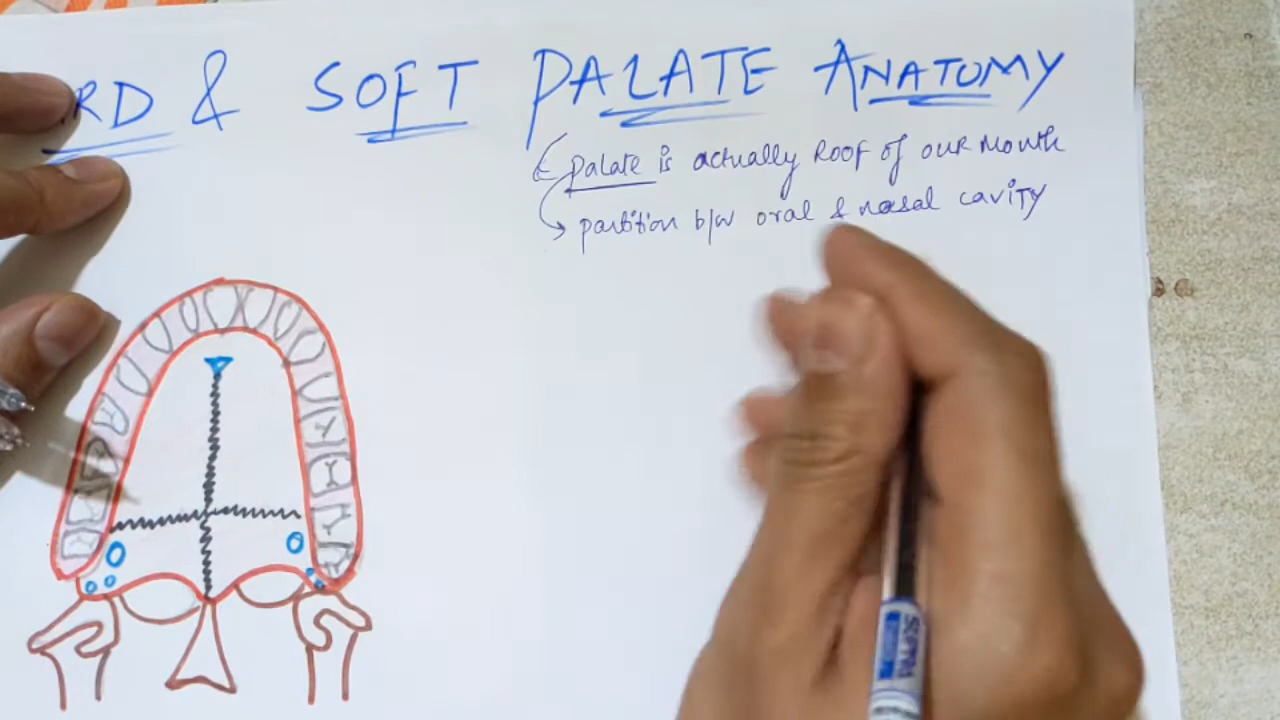 RD & SOFT PALATE ANATOMY
palate is actually Roof of our Mouth
partition b/w oral & nasal cavity